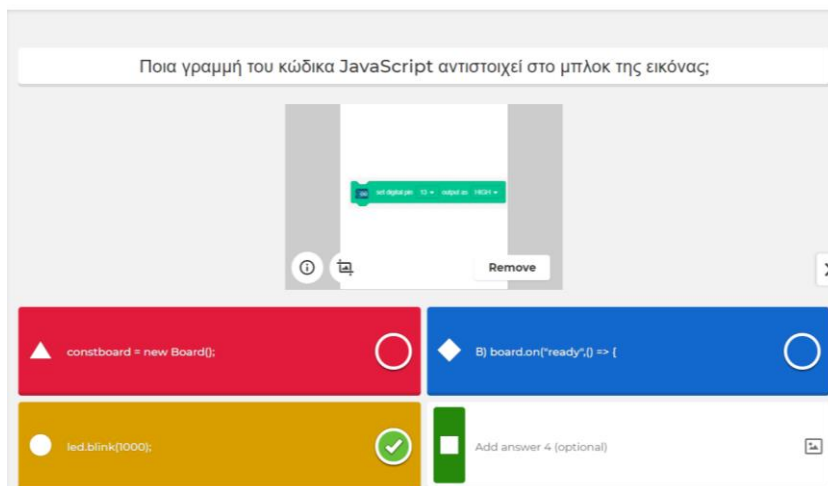 Ποια γραμμή του κώδικα JavaScript αντιστοιχεί στο μπλοκ της εικόνας;
set digital pin 13 output as HIGH
Remove
constboard = new Board();
B) board.on("ready",() => {
led.blink(1000);
Add answer 4 (optional)